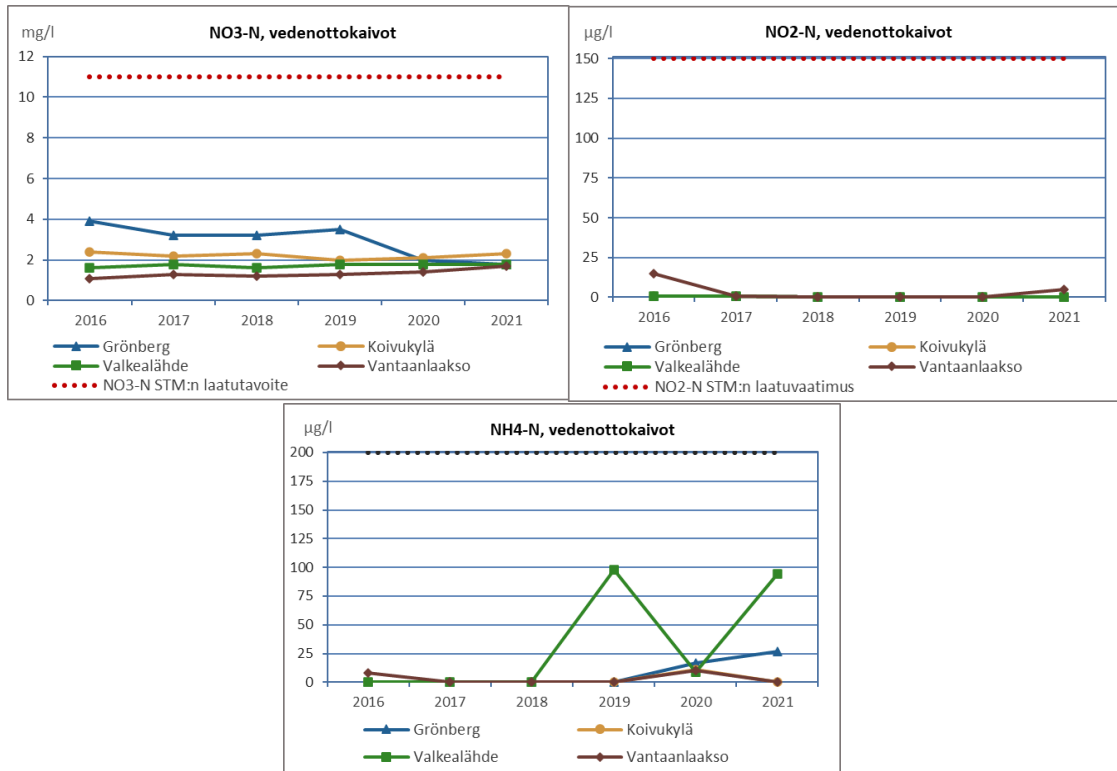 mg/l
NO3-N, vedenottokaivot
12
10
8
6
4
2
0
2016 2017 2018 2019 2020 2021
Grönberg Koivukylä
Valkealähde Vantaanlaakso
NO3-N STM:n laatutavoite
µg/l
NO2-N, vedenottokaivot
150
125
100
75
50
25
0
2016 2017 2018 2019 2020 2021
Grönberg Koivukylä
Valkealähde Vantaanlaakso
NO2-N STM:n laatuvaatimus
µg/l
NH4-N, vedenottokaivot
200
175
150
125
100
75
50
25
0
2016 2017 2018 2019 2020 2021
Grönberg Koivukylä
Valkealähde Vantaanlaakso